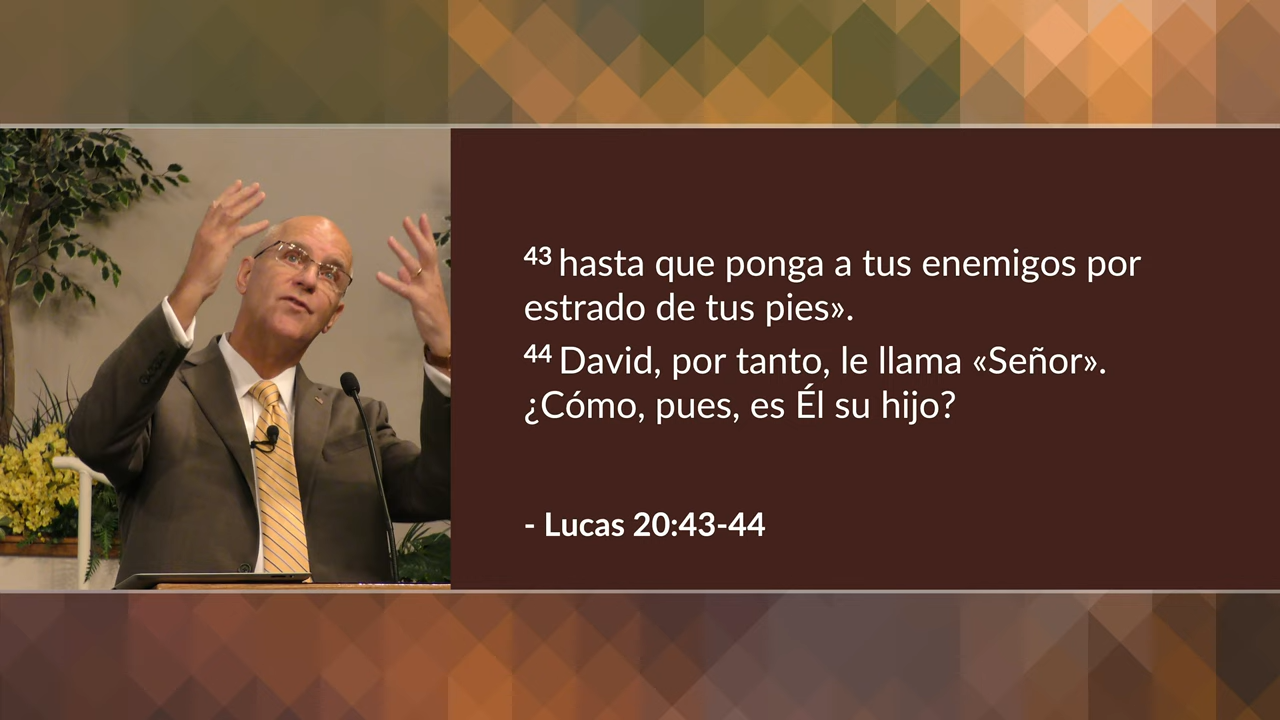 43 hasta que ponga a tus enemigos por
estrado de tus pies».
44 David, por tanto, le llama «Señor».
¿Cómo, pues, es Él su hijo?
- Lucas 20:43-44